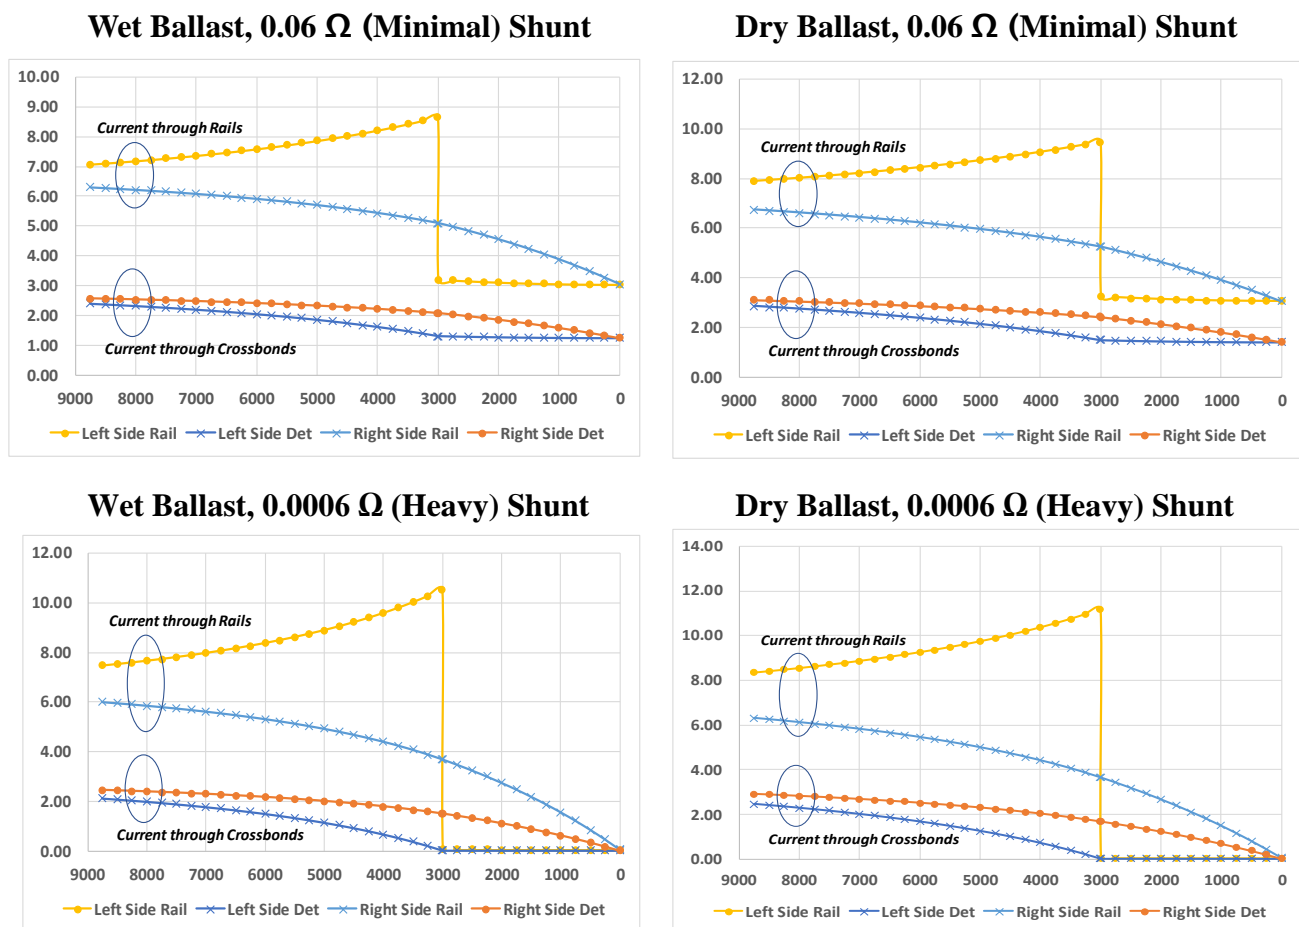 Wet Ballast, 0.06 Ω (Minimal) Shunt
10.00
9.00
8.00
7.00
6.00
5.00
4.00
3.00
2.00
1.00
0.00
Current through Rails
Current through Crossbonds
9000 8000 7000 6000 5000 4000 3000 2000 1000 0
Left Side Rail Left Side Det Right Side Rail Right Side Det
Dry Ballast, 0.06 Ω (Minimal) Shunt
12.00
10.00
8.00
6.00
4.00
2.00
0.00
Current through Rails
Current through Crossbonds
9000 8000 7000 6000 5000 4000 3000 2000 1000 0
Left Side Rail Left Side Det Right Side Rail Right Side Det
Wet Ballast, 0.0006 Ω (Heavy) Shunt
12.00
10.00
8.00
6.00
4.00
2.00
0.00
Current through Rails
Current through Crossbonds
9000 8000 7000 6000 5000 4000 3000 2000 1000 0
Left Side Rail Left Side Det Right Side Rail Right Side Det
Dry Ballast, 0.0006 Ω (Heavy) Shunt
14.00
12.00
10.00
8.00
6.00
4.00
2.00
0.00
Current through Rails
Current through Crossbonds
9000 8000 7000 6000 5000 4000 3000 2000 1000 0
Left Side Rail Left Side Det Right Side Rail Right Side Det